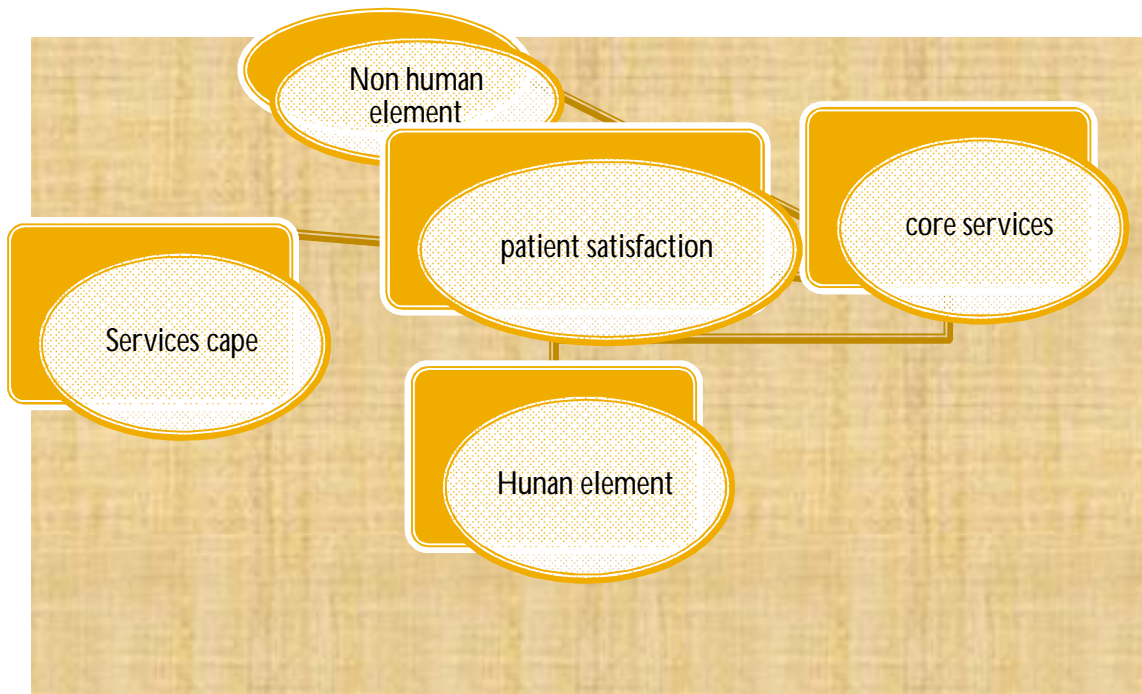 Non human
element
patient satisfaction
core services
Services cape
Hunan element